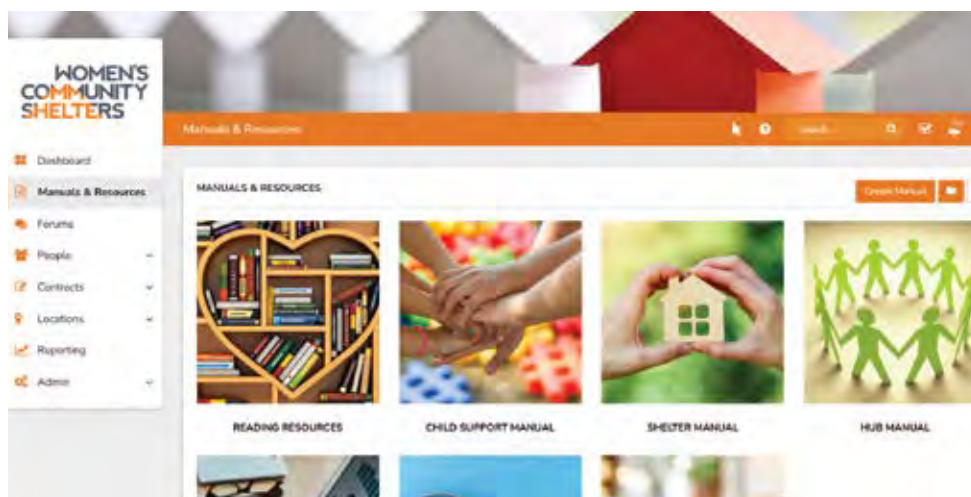 WOMEN'S
COMMUNITY
SHELTERS
Manuals & Resources
Search...
Dashboard
Manuals & Resources
Forums
People
Contracts
Locations
Reporting
Admin
MANUALS & RESOURCES
Create Manual
READING RESOURCES
CHILD SUPPORT MANUAL
SHELTER MANUAL
HUB MANUAL